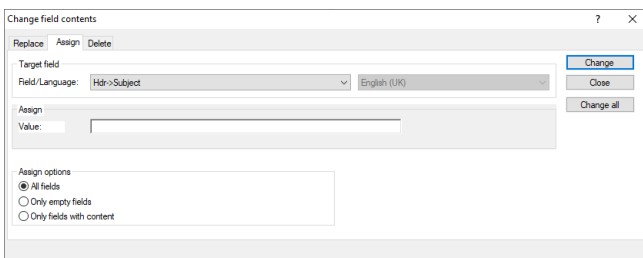 Change field contents
Replace Assign Delete
Target field
Field/Language: Hdr->Subject English (UK)
Change
Close
Change all
Assign
Value:
Assign options
All fields
Only empty fields
Only fields with content